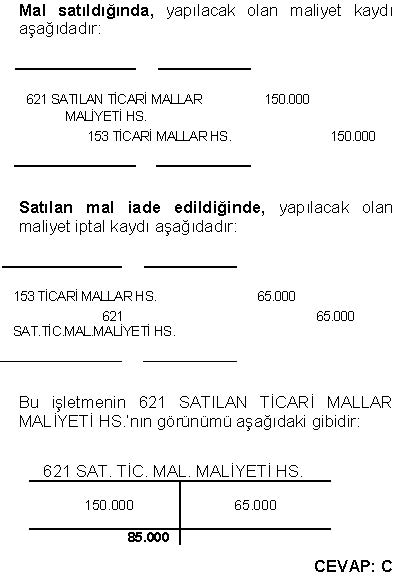 Mal satıldığında, yapılacak olan maliyet kaydı
aşağıdadır:
621 SATILAN TİCARİ MALLAR 150.000
MALİYETİ HS.
153 TİCARİ MALLAR HS. 150.000
Satılan mal iade edildiğinde, yapılacak olan
maliyet iptal kaydı aşağıdadır:
153 TİCARİ MALLAR HS. 65.000
621 65.000
SAT.TİC.MAL.MALİYETİ HS.
Bu işletmenin 621 SATILAN TİCARİ MALLAR
MALİYETİ HS.'nın görünümü aşağıdaki gibidir:
621 SAT. TİC. MAL. MALİYETİ HS.
150.000 65.000
85.000
CEVAP: C